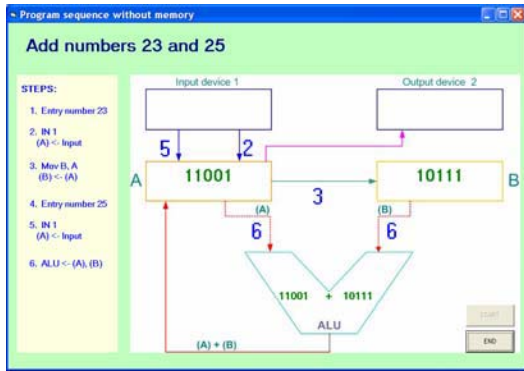 Program sequence without memory
Add numbers 23 and 25
STEPS:
1. Entry number 23
2. IN 1
(A) <- Input
3. Mov B, A
(B) <- (A)
4. Entry number 25
5. IN 1
(A) <- Input
6. ALU <- (A), (B)
Input device 1
Output device 2
5
2
A
11001
3
10111
B
(A)
(B)
6
6
11001 + 10111
ALU
(A) + (B)
START
END